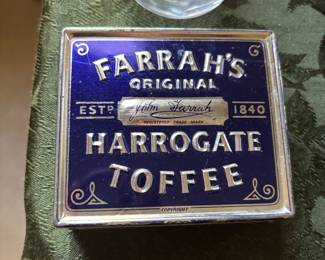 FARRAH'S
ORIGINAL
ESTD John Farrah 1840
REGISTERED TRADE MARK
HARROGATE
TOFFEE
COPYRIGHT